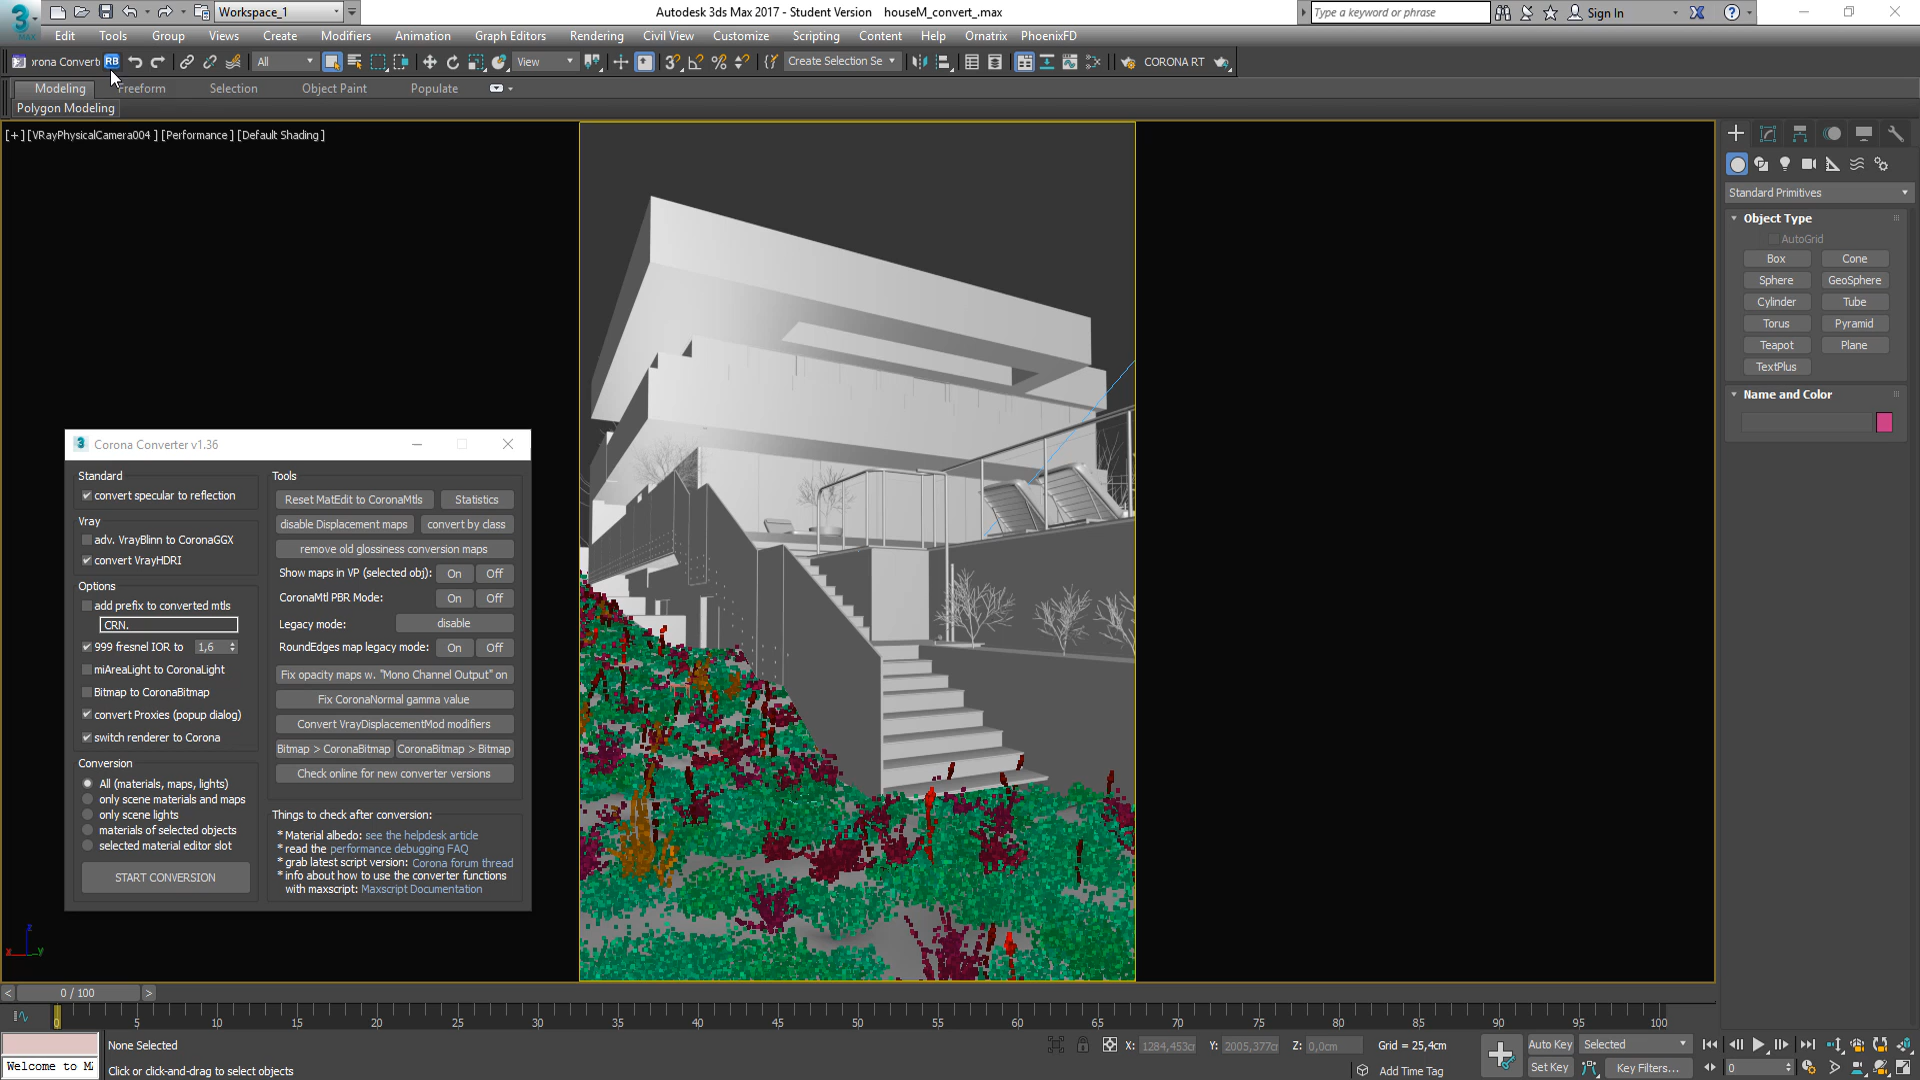 Workspace_1
Autodesk 3ds Max 2017 - Student Version houseM_convert_.max
Type a keyword or phrase
Sign In
Edit Tools Group Views Create Modifiers Animation Graph Editors Rendering Civil View Customize Scripting Content Help Ornatrix PhoenixFD
orona Convert RB All View Create Selection Se CORONA RT
Modeling Freeform Selection Object Paint Populate
Polygon Modeling
[+] [VRayPhysicalCamera004 ] [Performance ] [Default Shading ]
Standard Primitives
Object Type
AutoGrid
Box Cone
Sphere GeoSphere
Cylinder Tube
Torus Pyramid
Teapot Plane
TextPlus
Name and Color
Corona Converter v1.36
Standard
convert specular to reflection
Vray
adv. VrayBlinn to CoronaGGX
convert VrayHDRI
Options
add prefix to converted mtls
CRN.
999 fresnel IOR to 1,6
miAreaLight to CoronaLight
Bitmap to CoronaBitmap
convert Proxies (popup dialog)
switch renderer to Corona
Conversion
All (materials, maps, lights)
only scene materials and maps
only scene lights
materials of selected objects
selected material editor slot
START CONVERSION
Tools
Reset MatEdit to CoronaMtls Statistics
disable Displacement maps convert by class
remove old glossiness conversion maps
Show maps in VP (selected obj): On Off
CoronaMtl PBR Mode: On Off
Legacy mode: disable
RoundEdges map legacy mode: On Off
Fix opacity maps w. "Mono Channel Output" on
Fix CoronaNormal gamma value
Convert VrayDisplacementMod modifiers
Bitmap > CoronaBitmap CoronaBitmap > Bitmap
Check online for new converter versions
Things to check after conversion:
* Material albedo: see the helpdesk article
* read the performance debugging FAQ
* grab latest script version: Corona forum thread
* info about how to use the converter functions
with maxscript: Maxscript Documentation
z
x y
< 0 / 100 >
0 5 10 15 20 25 30 35 40 45 50 55 60 65 70 75 80 85 90 95 100
None Selected
X: 1284,453cr Y: 2005,377cr Z: 0,0cm Grid = 25,4cm
Auto Key Selected
Welcome to M
Click or click-and-drag to select objects
Add Time Tag
Set Key Key Filters... 0